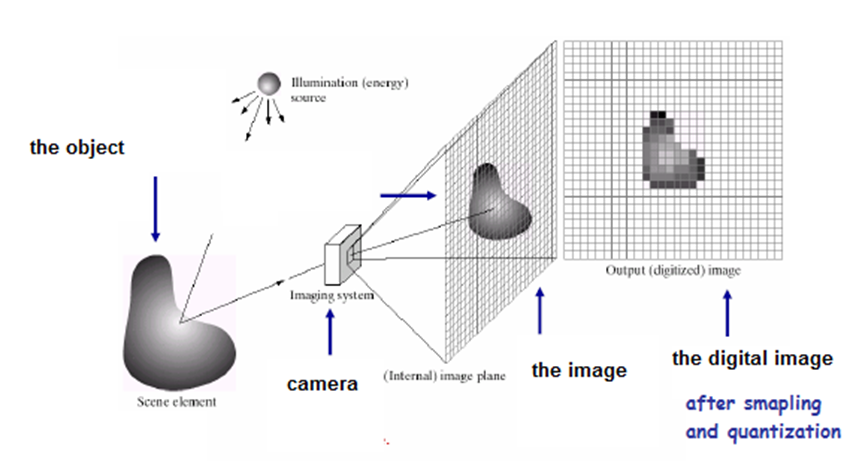 Illumination (energy)
source
the object
Output (digitized) image
Imaging system
the digital image
the image
(Internal) image plane
camera
Scene element
after smapling
and quantization